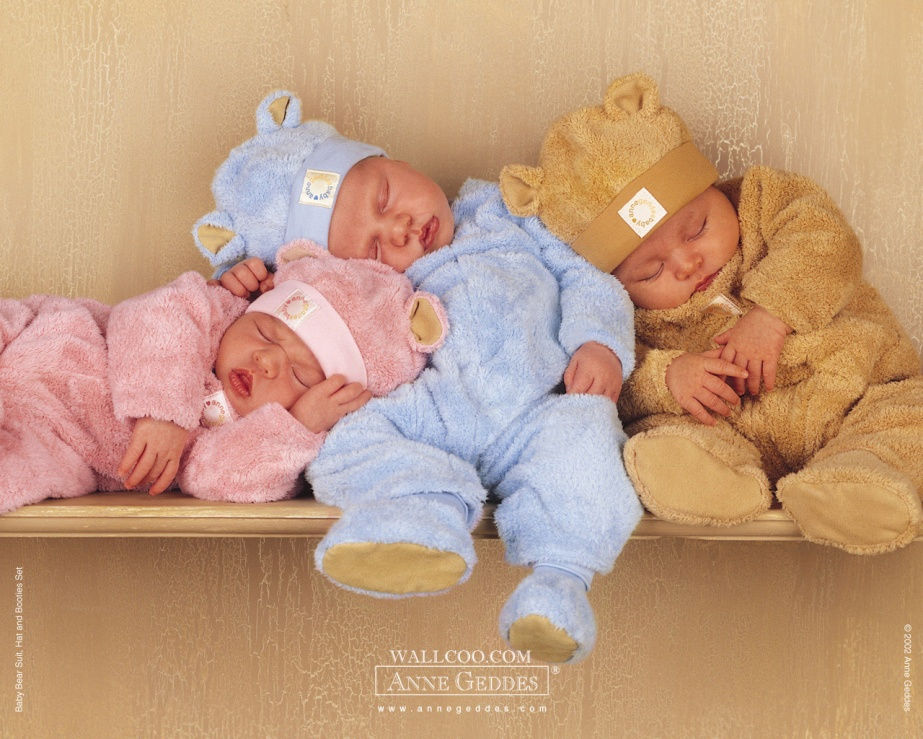 WALLCOO.COM
ANNE GEDDES®
www.annegeddes.com
Baby Bear Suit, Hat and Booties Set
© 2002 Anne Geddes